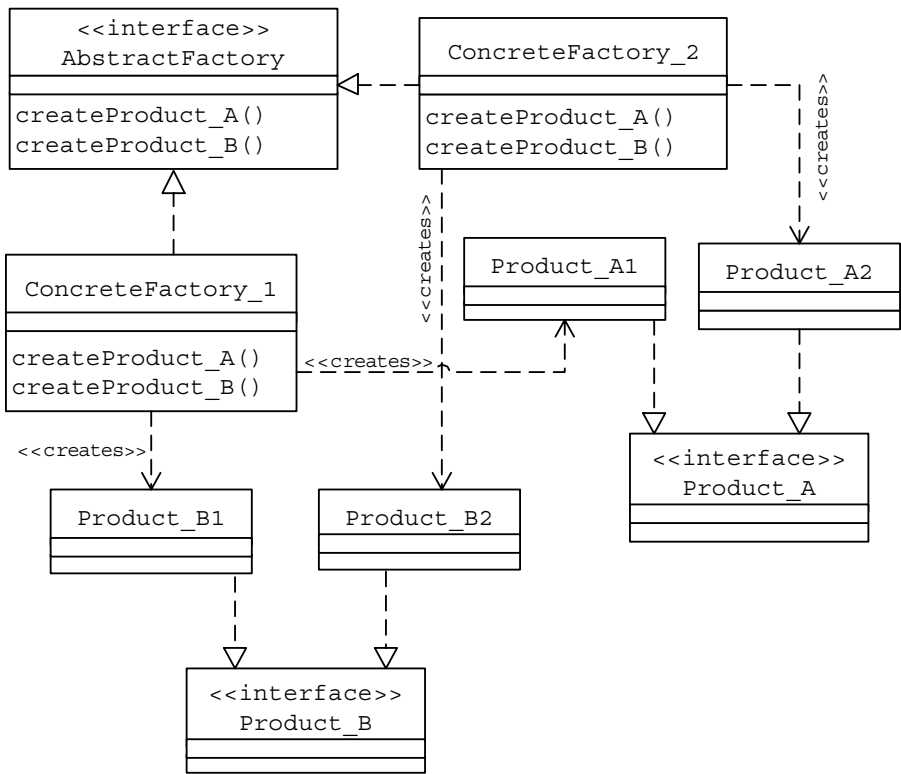 <<interface>>
AbstractFactory
createProduct_A()
createProduct_B()
ConcreteFactory_2
createProduct_A()
createProduct_B()
<<creates>>
<<creates>>
ConcreteFactory_1
createProduct_A()
createProduct_B()
<<creates>>
<<creates>>
Product_A1
Product_A2
<<interface>>
Product_A
Product_B1
Product_B2
<<interface>>
Product_B